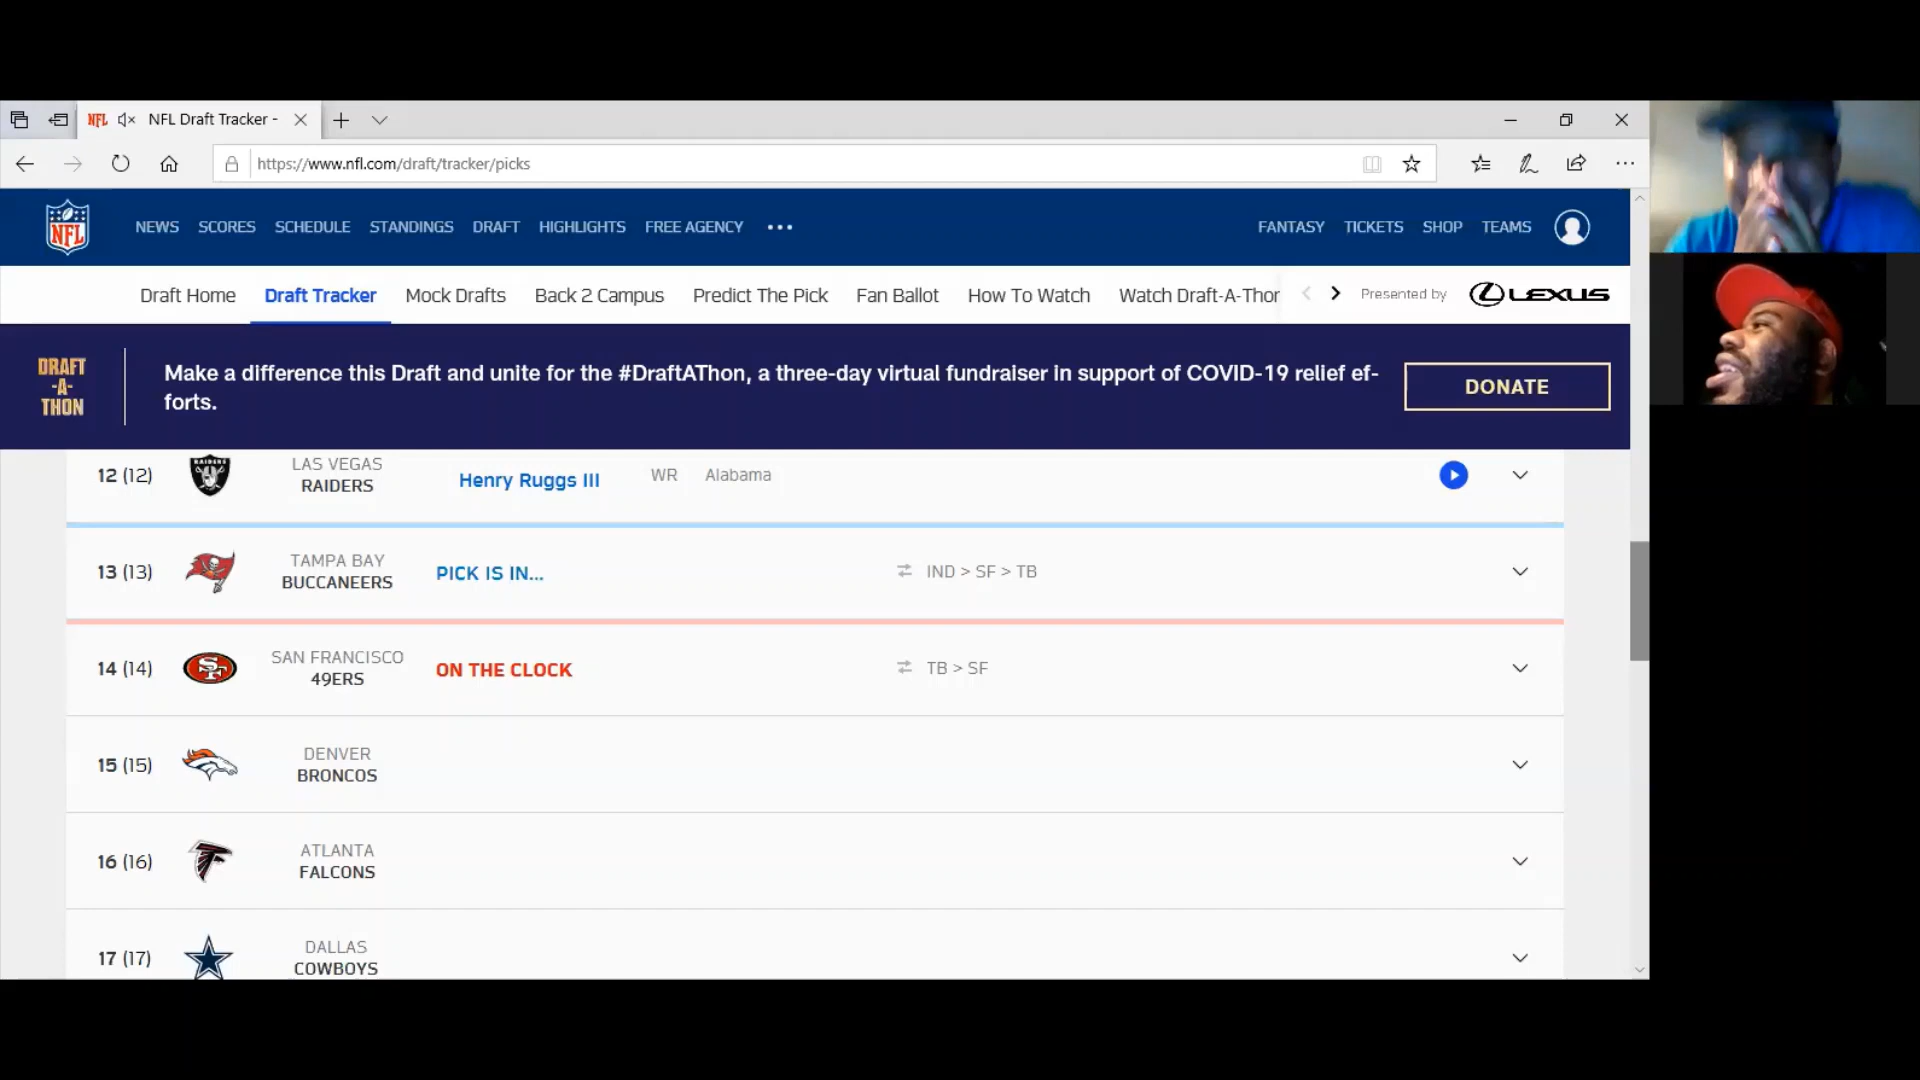 NFL NFL Draft Tracker -
https://www.nfl.com/draft/tracker/picks
NFL NEWS SCORES SCHEDULE STANDINGS DRAFT HIGHLIGHTS FREE AGENCY ••• FANTASY TICKETS SHOP TEAMS
Draft Home Draft Tracker Mock Drafts Back 2 Campus Predict The Pick Fan Ballot How To Watch Watch Draft-A-Thor Presented by LEXUS
DRAFT
-A-
THON
Make a difference this Draft and unite for the #DraftAThon, a three-day virtual fundraiser in support of COVID-19 relief ef-
forts.
DONATE
12 (12) RAIDERS LAS VEGAS
RAIDERS
Henry Ruggs III WR Alabama
13 (13) TAMPA BAY
BUCCANEERS
PICK IS IN... IND > SF > TB
14 (14) SF SAN FRANCISCO
49ERS
ON THE CLOCK TB > SF
15 (15) DENVER
BRONCOS
16 (16) ATLANTA
FALCONS
17 (17) DALLAS
COWBOYS